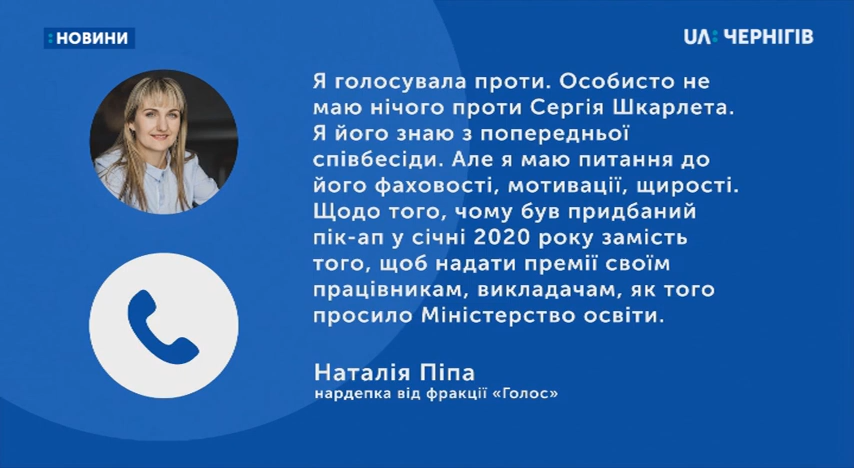 :НОВИНИ
UA: ЧЕРНІГІВ
Я голосувала проти. Особисто не
маю нічого проти Сергія Шкарлета.
Я його знаю з попередньої
співбесіди. Але я маю питання до
його фаховості, мотивації, щирості.
Щодо того, чому був придбаний
пік-ап у січні 2020 року замість
того, щоб надати премії своїм
працівникам, викладачам, як того
просило Міністерство освіти.
Наталія Піпа
нардепка від фракції «Голос»